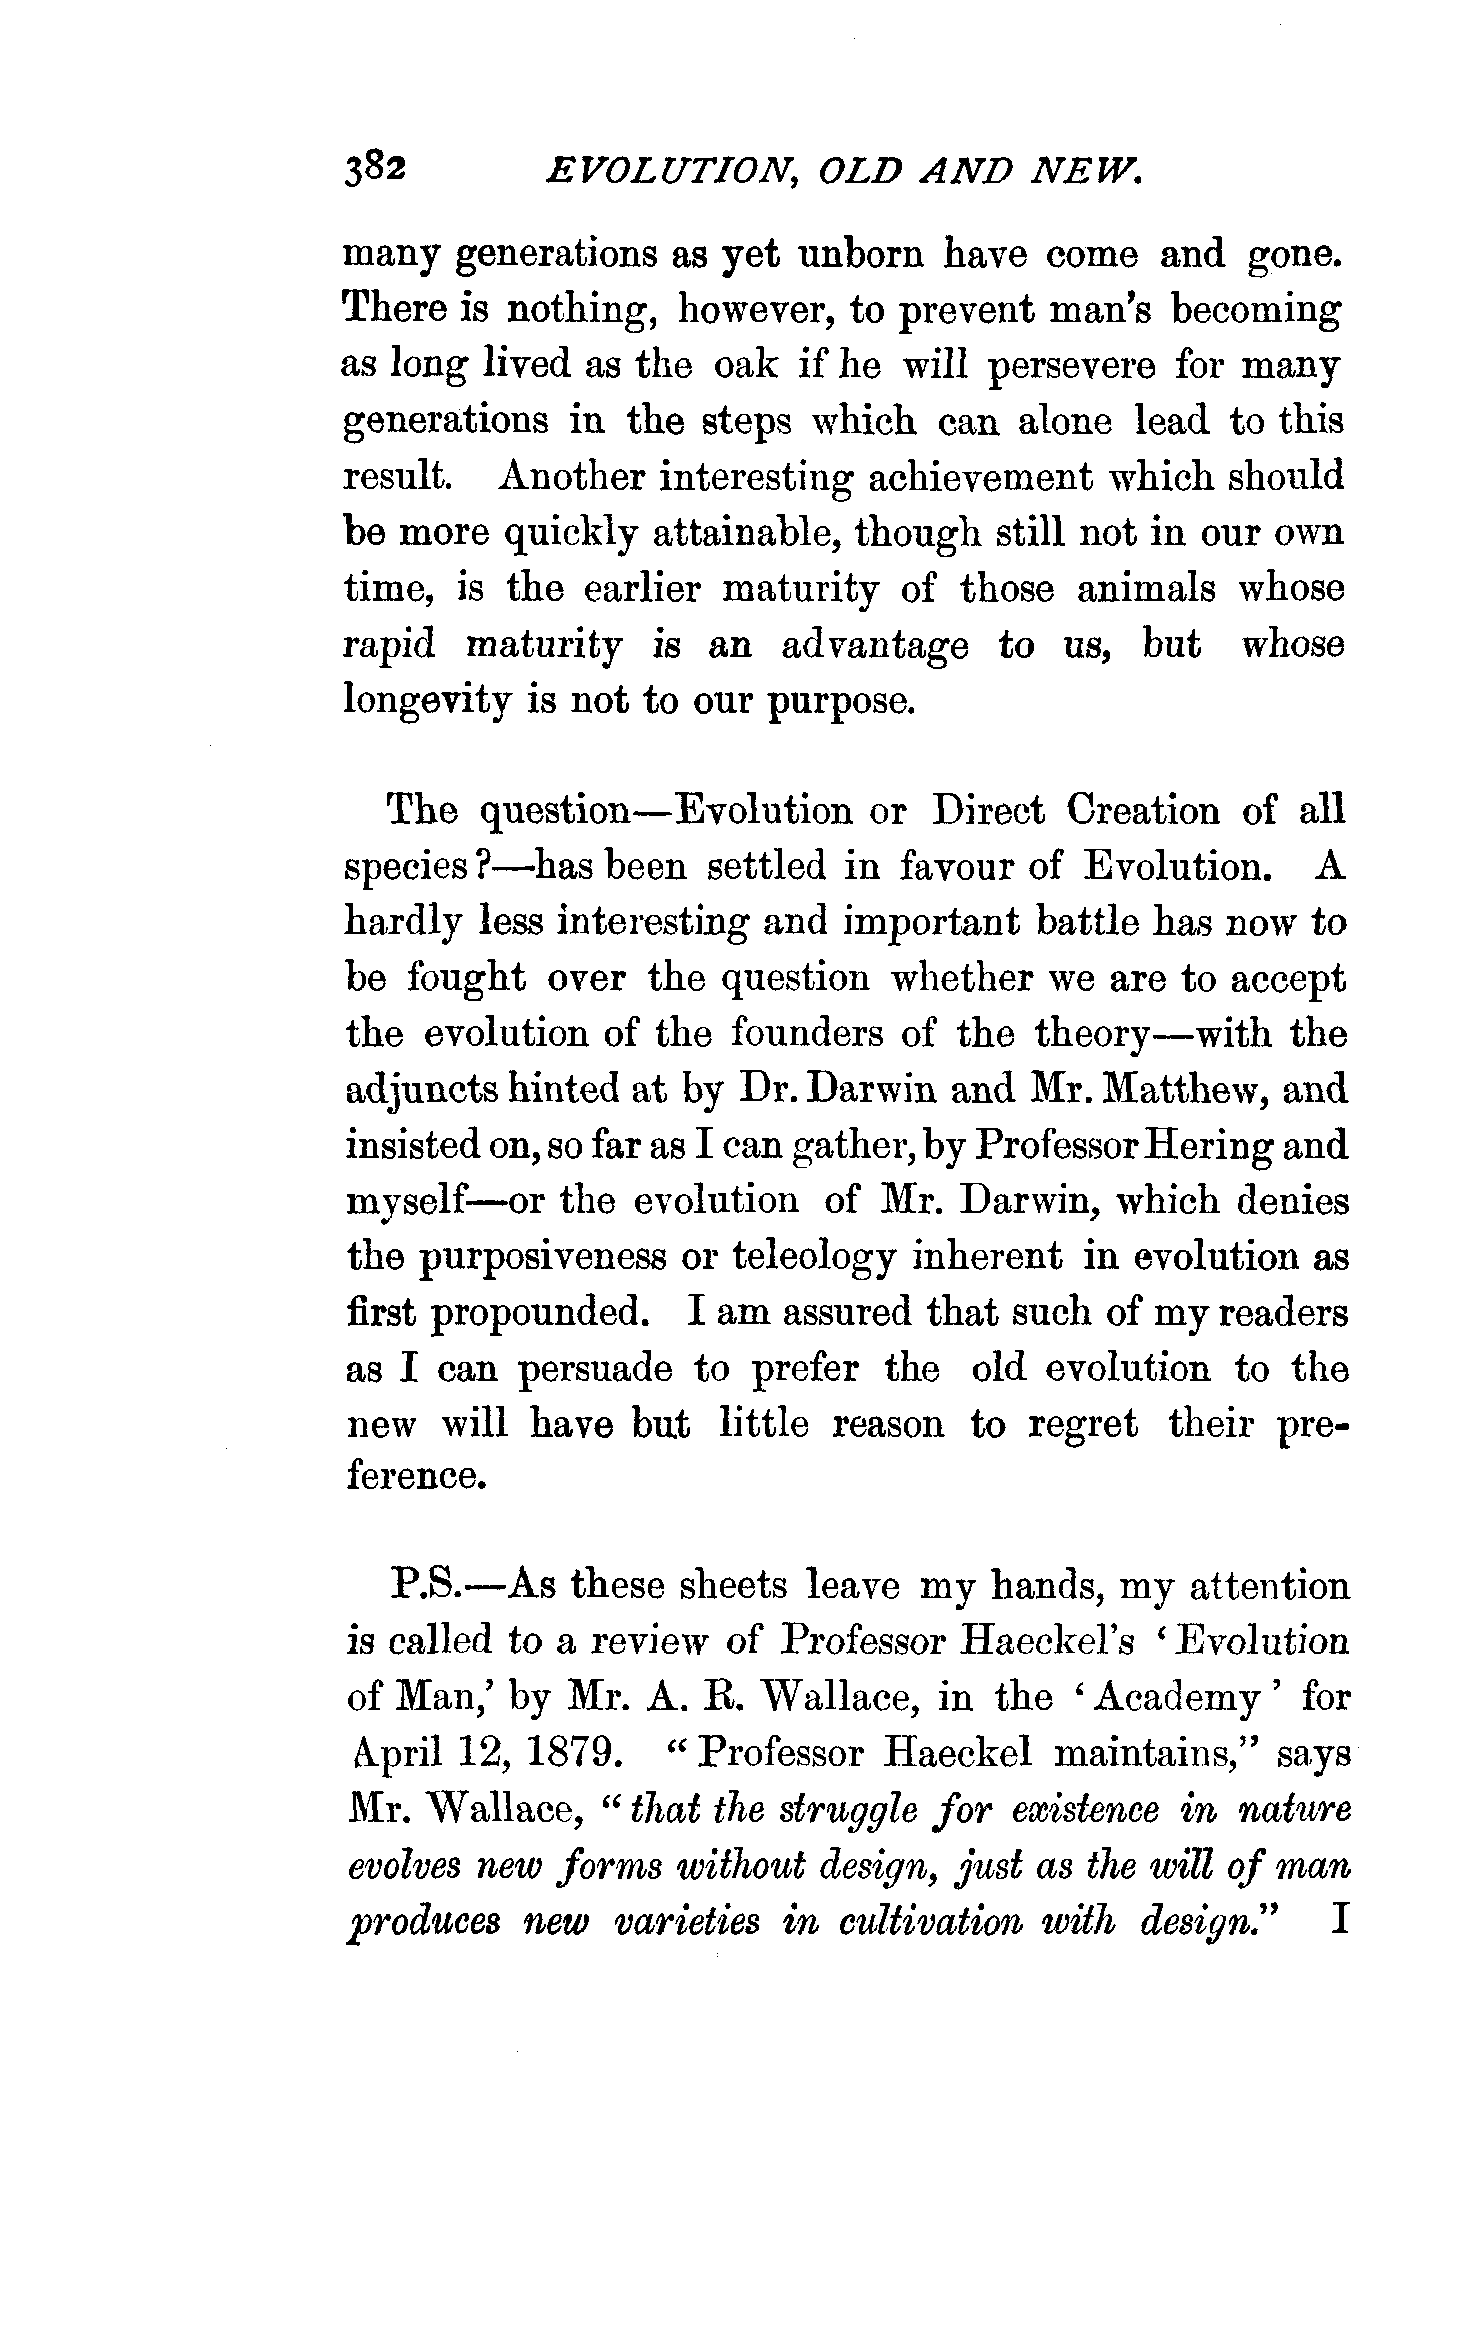 382 EVOLUTION, OLD AND NEW.
many generations as yet unborn have come and gone.
There is nothing, however, to prevent man's becoming
as long lived as the oak if he will persevere for many
generations in the steps which can alone lead to this
result. Another interesting achievement which should
be more quickly attainable, though still not in our own
time, is the earlier maturity of those animals whose
rapid maturity is an advantage to us, but whose
longevity is not to our purpose.
The question—Evolution or Direct Creation of all
species?—has been settled in favour of Evolution. A
hardly less interesting and important battle has now to
be fought over the question whether we are to accept
the evolution of the founders of the theory—with the
adjuncts hinted at by Dr. Darwin and Mr. Matthew, and
insisted on, so far as I can gather, by Professor Hering and
myself—or the evolution of Mr. Darwin, which denies
the purposiveness or teleology inherent in evolution as
first propounded. I am assured that such of my readers
as I can persuade to prefer the old evolution to the
new will have but little reason to regret their pre-
ference.
P.S.—As these sheets leave my hands, my attention
is called to a review of Professor Haeckel's ‘Evolution
of Man,’ by Mr. A. R. Wallace, in the ‘Academy’ for
April 12, 1879. “Professor Haeckel maintains,” says
Mr. Wallace, “that the struggle for existence in nature
evolves new forms without design, just as the will of man
produces new varieties in cultivation with design.” I